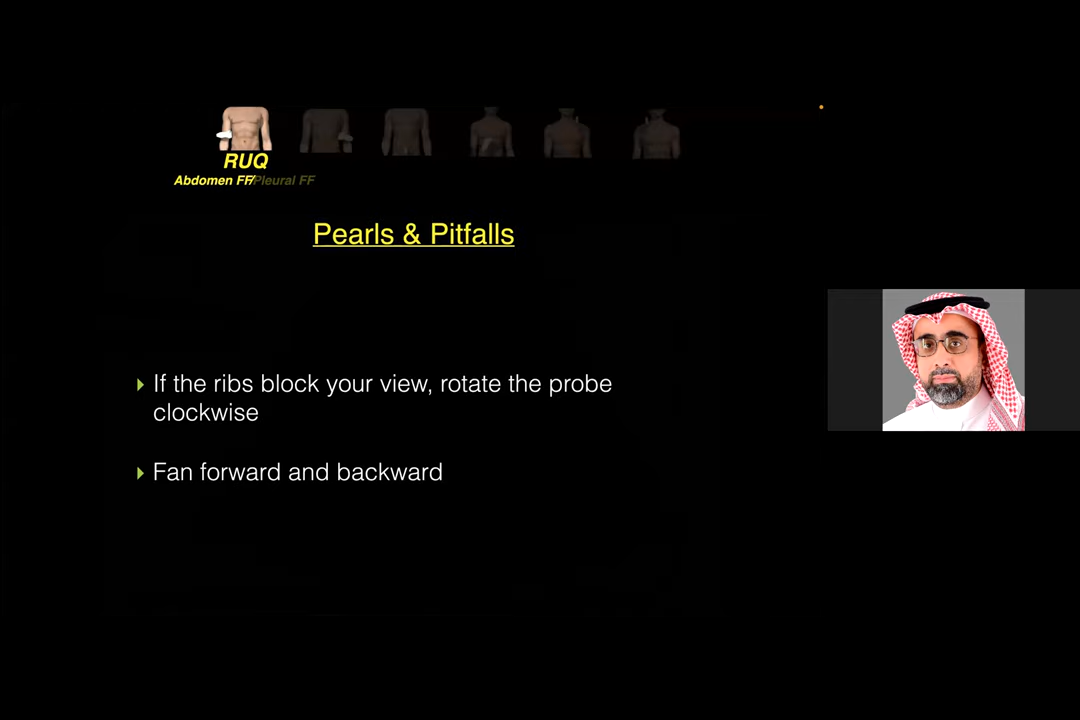 RUQ
Abdomen FF/Pleural FF
Pearls & Pitfalls
If the ribs block your view, rotate the probe
clockwise
Fan forward and backward